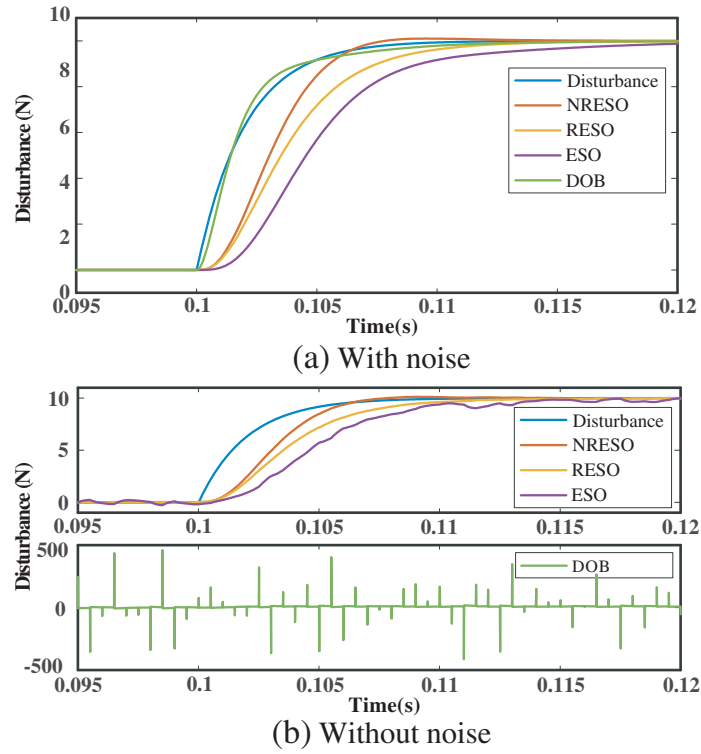 10
8
6
4
2
0
Disturbance (N)
Disturbance
NRESO
RESO
ESO
DOB
0.095
0.1
0.105
0.11
0.115
0.12
Time(s)
(a) With noise
10
5
0
Disturbance
NRESO
RESO
ESO
0.095
0.1
0.105
0.11
0.115
0.12
Disturbance (N)
500
0
-500
DOB
0.095
0.1
0.105
0.11
0.115
0.12
Time(s)
(b) Without noise